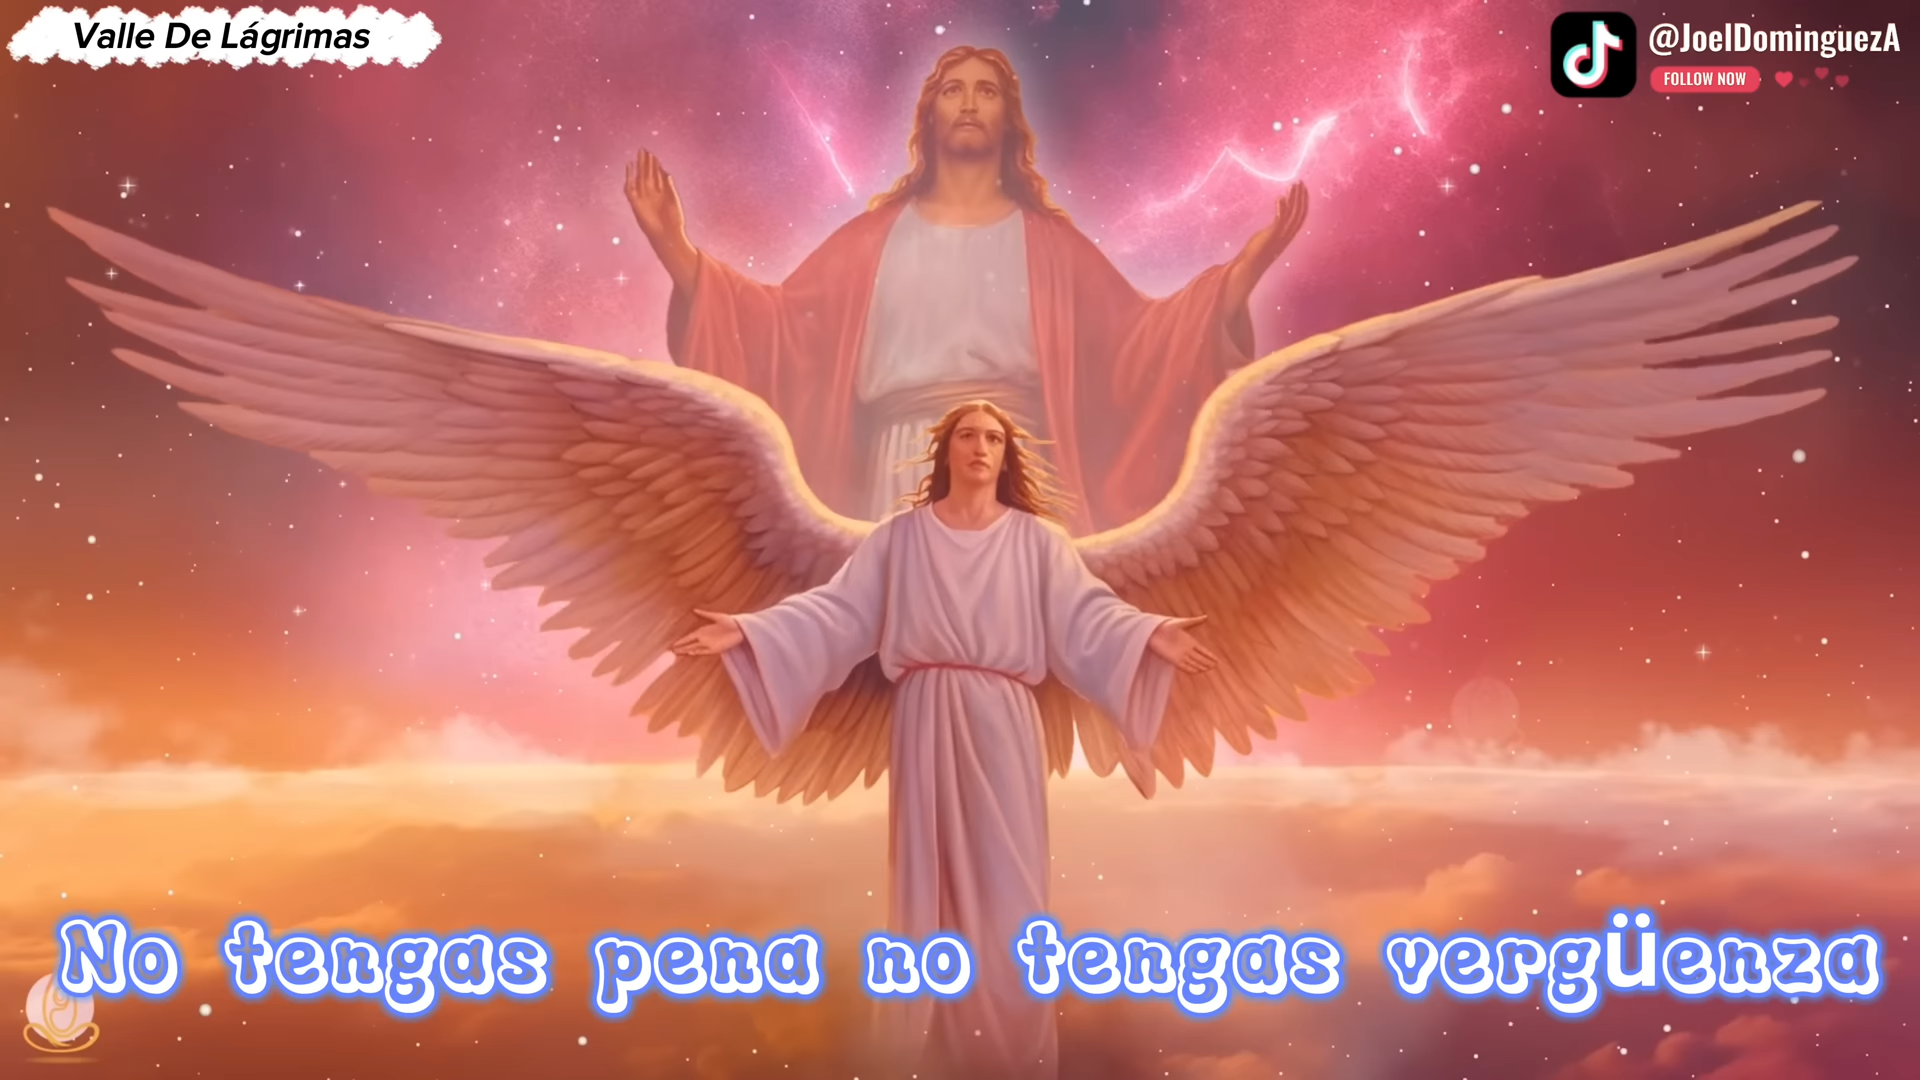 Valle De Lágrimas
@JoelDominguezA
FOLLOW NOW
No tengas pena no tengas vergüenza